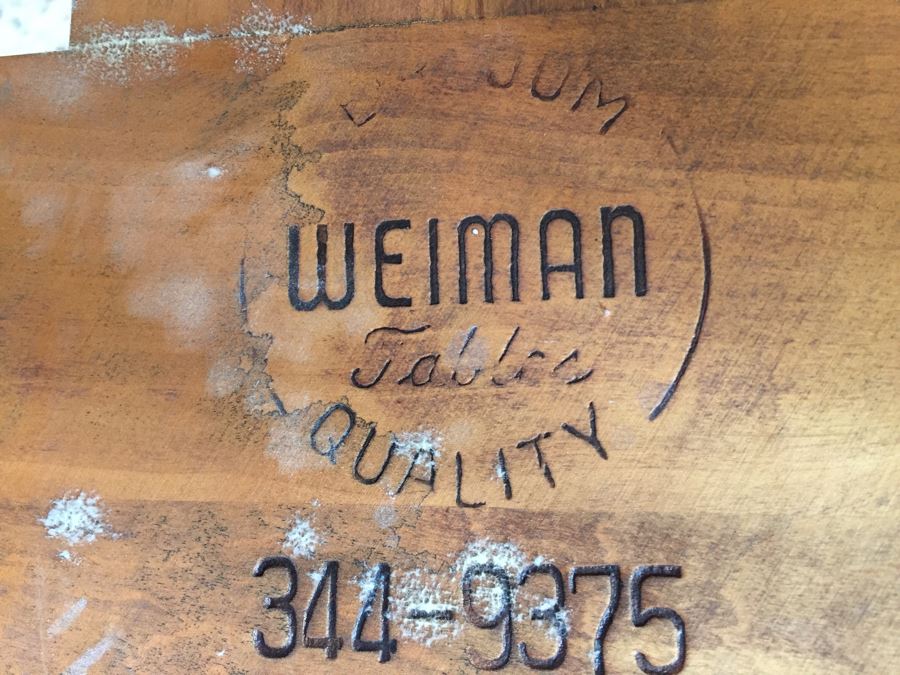 WEIMAN
Tables
QUALITY
344-9375